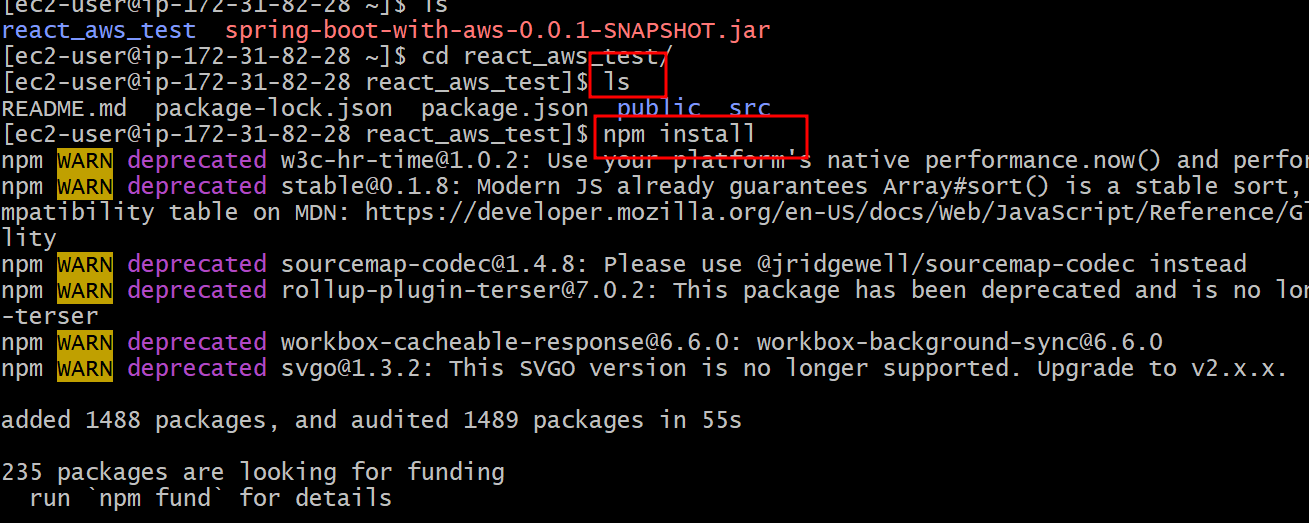 [ec2-user@ip-172-31-82-28 ~]$ ls
react_aws_test  spring-boot-with-aws-0.0.1-SNAPSHOT.jar
[ec2-user@ip-172-31-82-28 ~]$ cd react_aws_test/
[ec2-user@ip-172-31-82-28 react_aws_test]$ ls
README.md  package-lock.json  package.json  public  src
[ec2-user@ip-172-31-82-28 react_aws_test]$ npm install
npm WARN deprecated w3c-hr-time@1.0.2: Use your platform's native performance.now() and perfor
npm WARN deprecated stable@0.1.8: Modern JS already guarantees Array#sort() is a stable sort,
mpatibility table on MDN: https://developer.mozilla.org/en-US/docs/Web/JavaScript/Reference/Gl
lity
npm WARN deprecated sourcemap-codec@1.4.8: Please use @jridgewell/sourcemap-codec instead
npm WARN deprecated rollup-plugin-terser@7.0.2: This package has been deprecated and is no lon
-terser
npm WARN deprecated workbox-cacheable-response@6.6.0: workbox-background-sync@6.6.0
npm WARN deprecated svgo@1.3.2: This SVGO version is no longer supported. Upgrade to v2.x.x.
added 1488 packages, and audited 1489 packages in 55s
235 packages are looking for funding
  run `npm fund` for details